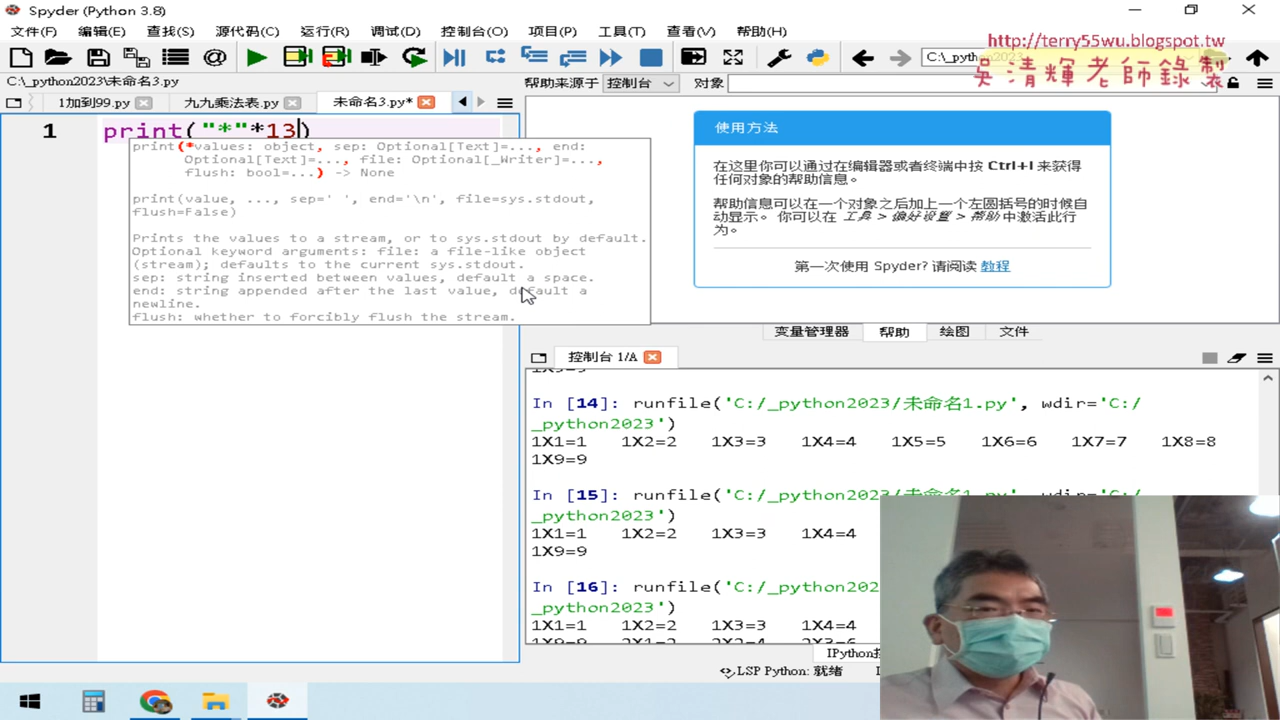 Spyder (Python 3.8)
文件(F) 编辑(E) 查找(S) 源代码(C) 运行(R) 调试(D) 控制台(O) 项目(P) 工具(T) 查看(V) 帮助(H)
http://terry55wu.blogspot.tw
吳清輝老師錄製
C:\_pytho
C:\_python2023\未命名3.py
帮助来源于 控制台 对象
1加到99.py 九九乘法表.py 未命名3.py*
1 print("*"*13)
print(*values: object, sep: Optional[Text]=..., end:
Optional[Text]=..., file: Optional[_Writer]=...,
flush: bool=...) -> None
print(value, ..., sep=' ', end='\n', file=sys.stdout,
flush=False)
Prints the values to a stream, or to sys.stdout by default.
Optional keyword arguments: file: a file-like object
(stream); defaults to the current sys.stdout.
sep: string inserted between values, default a space.
end: string appended after the last value, default a
newline.
flush: whether to forcibly flush the stream.
使用方法
在这里你可以通过在编辑器或者终端中按 Ctrl+I 来获得
任何对象的帮助信息。
帮助信息可以在一个对象之后加上一个左圆括号的时候自
动显示。 你可以在 工具 > 偏好设置 > 帮助 中激活此行
为。
第一次使用 Spyder? 请阅读 教程
变量管理器 帮助 绘图 文件
控制台 1/A
In [14]: runfile('C:/_python2023/未命名1.py', wdir='C:/
_python2023')
1X1=1 1X2=2 1X3=3 1X4=4 1X5=5 1X6=6 1X7=7 1X8=8
1X9=9
In [15]: runfile('C:/_python2023/未命名1.py', wdir='C:/
_python2023')
1X1=1 1X2=2 1X3=3 1X4=4
1X9=9
In [16]: runfile('C:/_python202
_python2023')
1X1=1 1X2=2 1X3=3 1X4=4
IPython控
LSP Python: 就绪